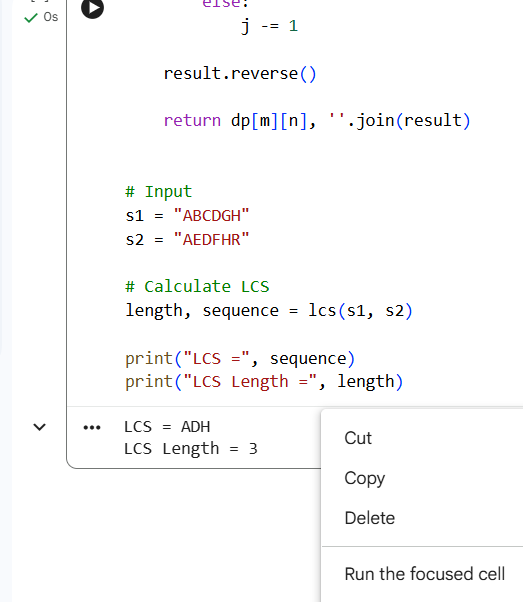 else:
0s
j -= 1
result.reverse()
return dp[m][n], ''.join(result)
# Input
s1 = "ABCDGH"
s2 = "AEDFHR"
# Calculate LCS
length, sequence = lcs(s1, s2)
print("LCS =", sequence)
print("LCS Length =", length)
LCS = ADH
LCS Length = 3
Cut
Copy
Delete
Run the focused cell